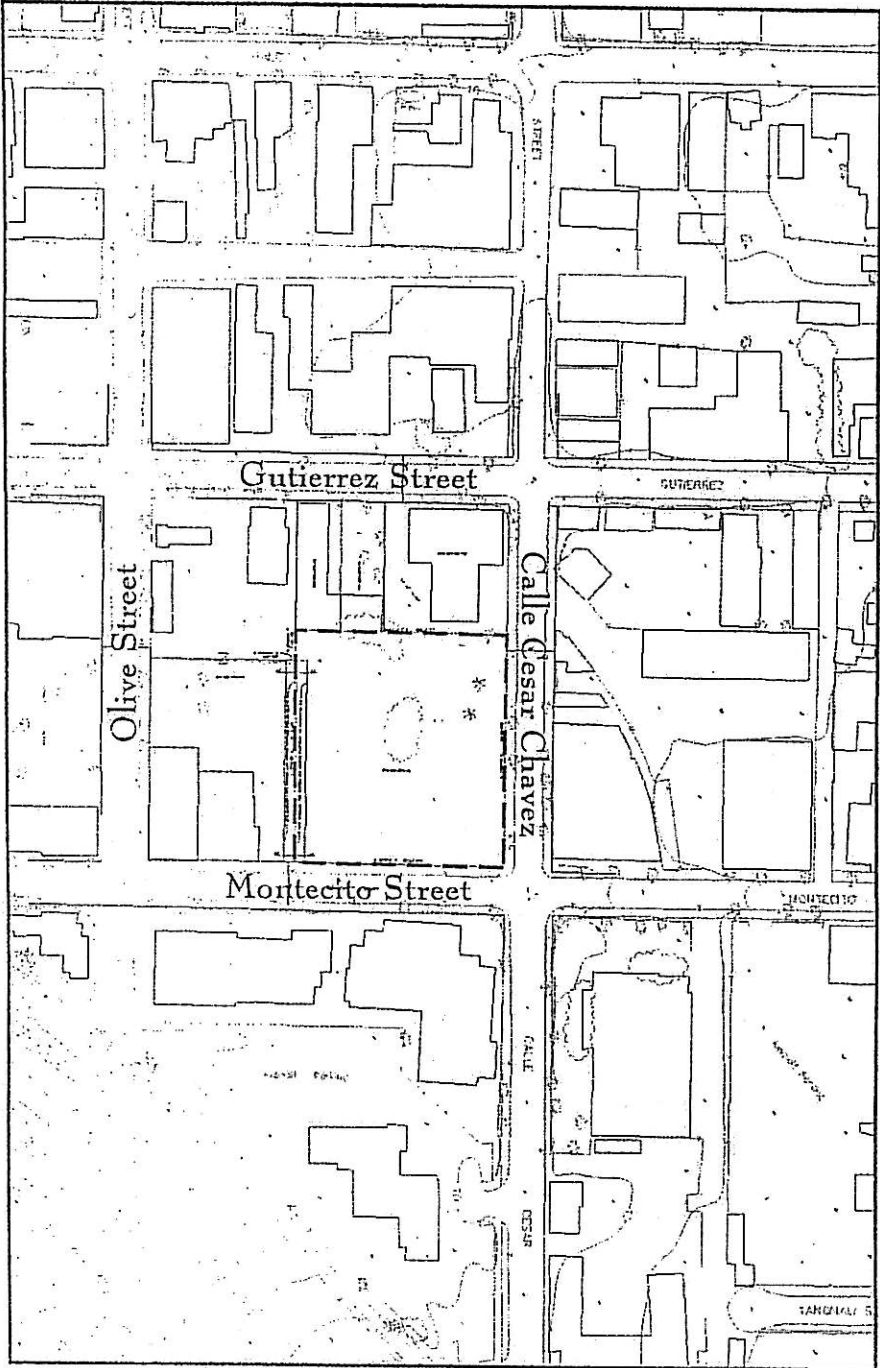 STREET
Gutierrez Street
GUTIERREZ
Olive Street
Calle Cesar Chavez
Montecito Street
MONTECITO
CALLE
CESAR